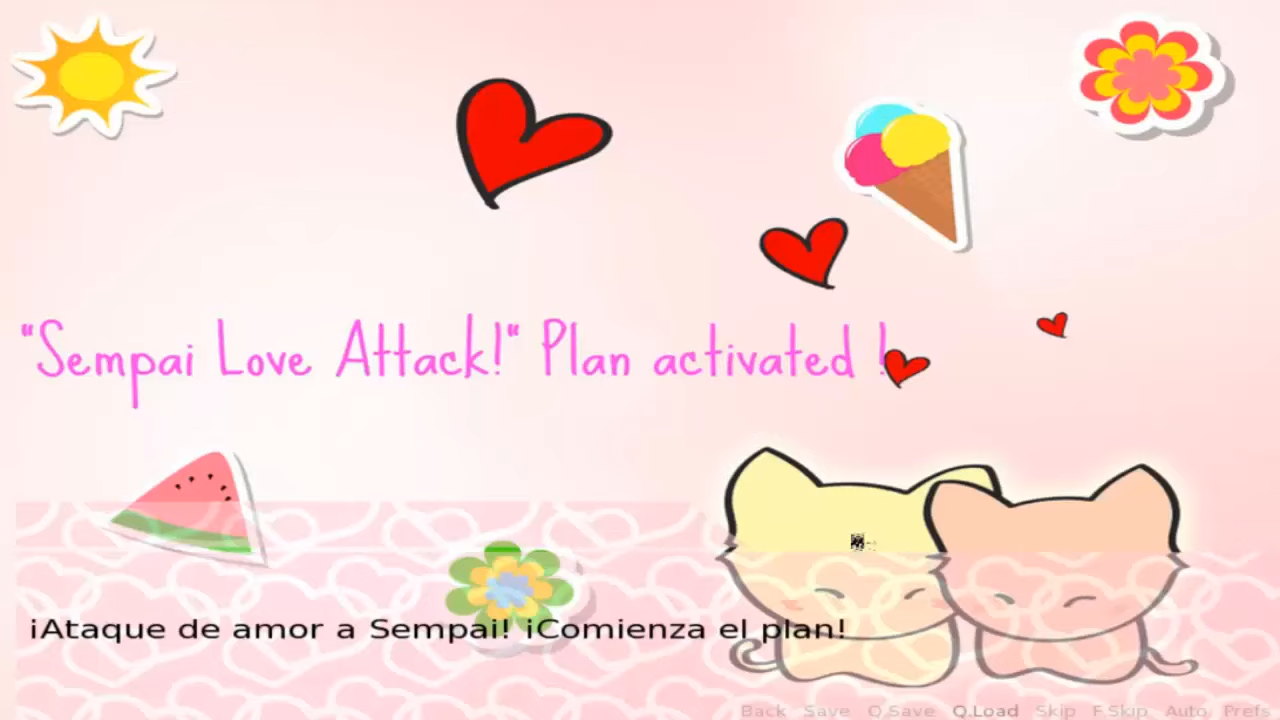 "Sempai Love Attack!" Plan activated !
¡Ataque de amor a Sempai! ¡Comienza el plan!
Back Save Q.Save Q.Load Skip F.Skip Auto Prefs